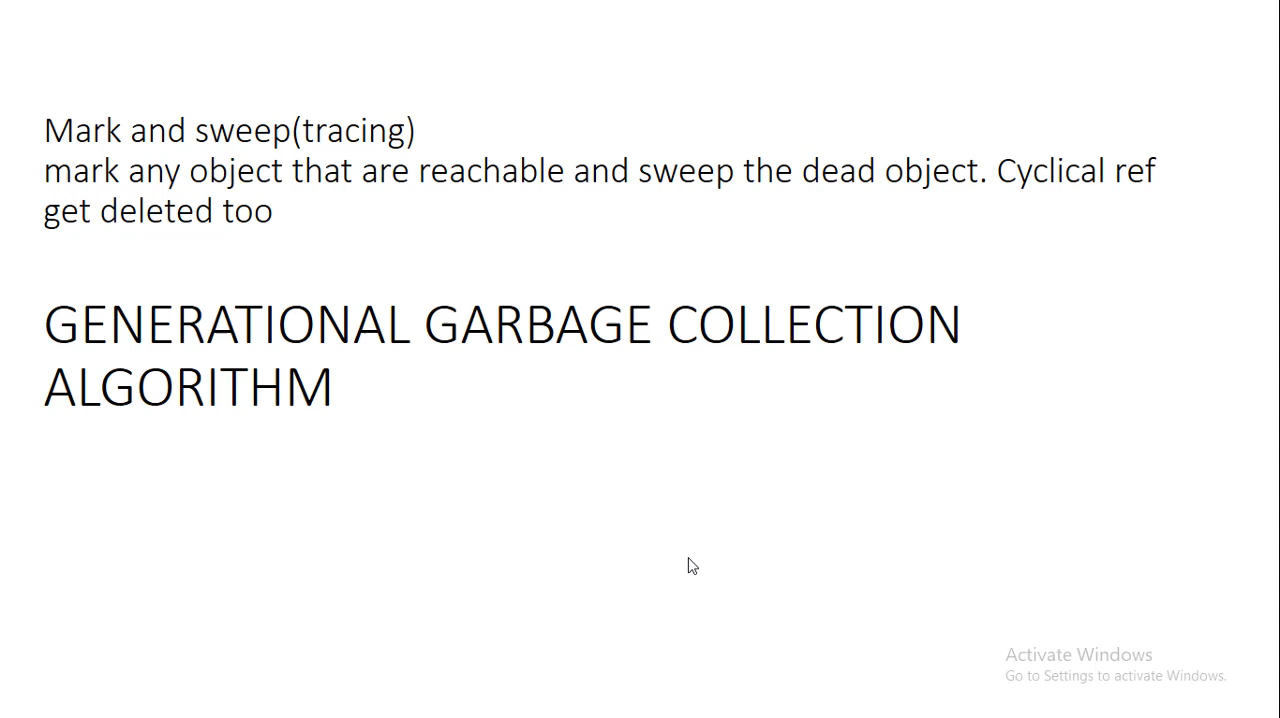 Mark and sweep(tracing)
mark any object that are reachable and sweep the dead object. Cyclical ref
get deleted too
GENERATIONAL GARBAGE COLLECTION
ALGORITHM
Activate Windows
Go to Settings to activate Windows.